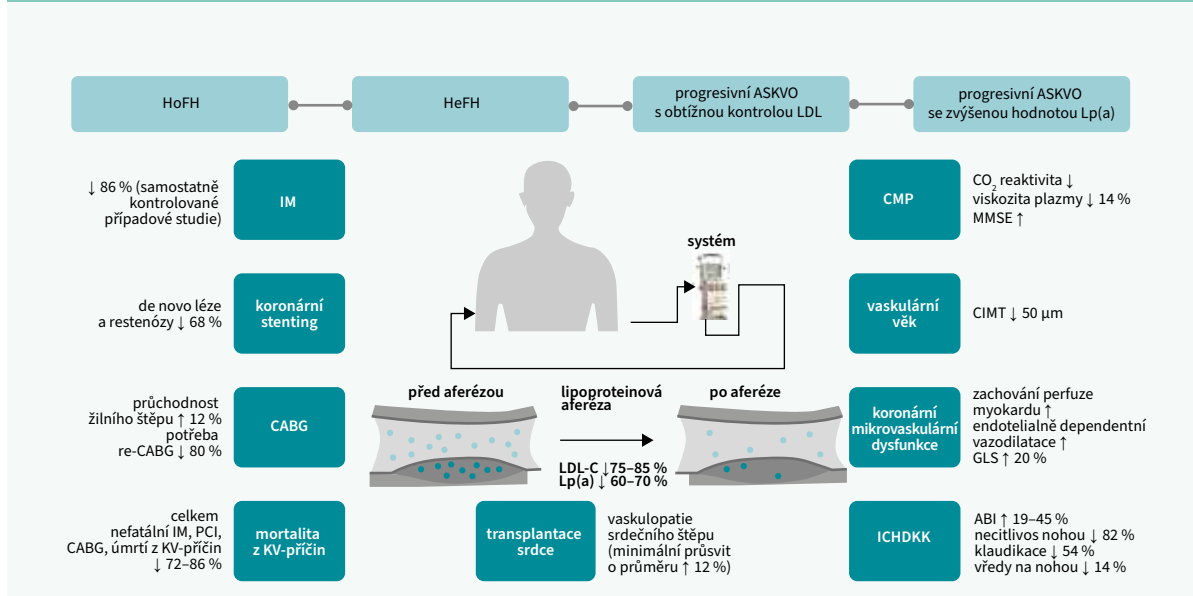 HoFH
HeFH
progresivní ASKVO
s obtížnou kontrolou LDL
progresivní ASKVO
se zvýšenou hodnotou Lp(a)
↓ 86 % (samostatně
kontrolované
případové studie)
IM
de novo léze
a restenózy ↓ 68 %
koronární
stenting
průchodnost
žilního štěpu ↑ 12 %
potřeba
re-CABG ↓ 80 %
CABG
celkem
nefatální IM, PCI,
CABG, úmrtí z KV-příčin
↓ 72–86 %
mortalita
z KV-příčin
systém
před aferézou
lipoproteinová
aferéza
po aferéze
LDL-C ↓75–85 %
Lp(a) ↓ 60–70 %
transplantace
srdce
vaskulopatie
srdečního štěpu
(minimální průsvit
o průměru ↑ 12 %)
CMP
CO₂ reaktivita ↓
viskozita plazmy ↓ 14 %
MMSE ↑
vaskulární
věk
CIMT ↓ 50 µm
koronární
mikrovaskulární
dysfunkce
zachování perfuze
myokardu ↑
endotelialně dependentní
vazodilatace ↑
GLS ↑ 20 %
ICHDKK
ABI ↑ 19–45 %
necitlivos nohou ↓ 82 %
klaudikace ↓ 54 %
vředy na nohou ↓ 14 %